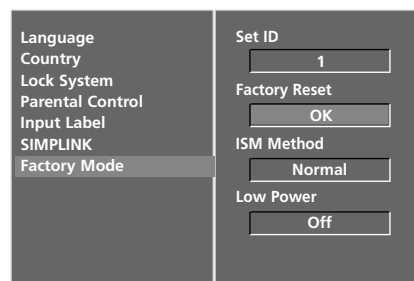 Language
Country
Lock System
Parental Control
Input Label
SIMPLINK
Factory Mode
Set ID
1
Factory Reset
OK
ISM Method
Normal
Low Power
Off